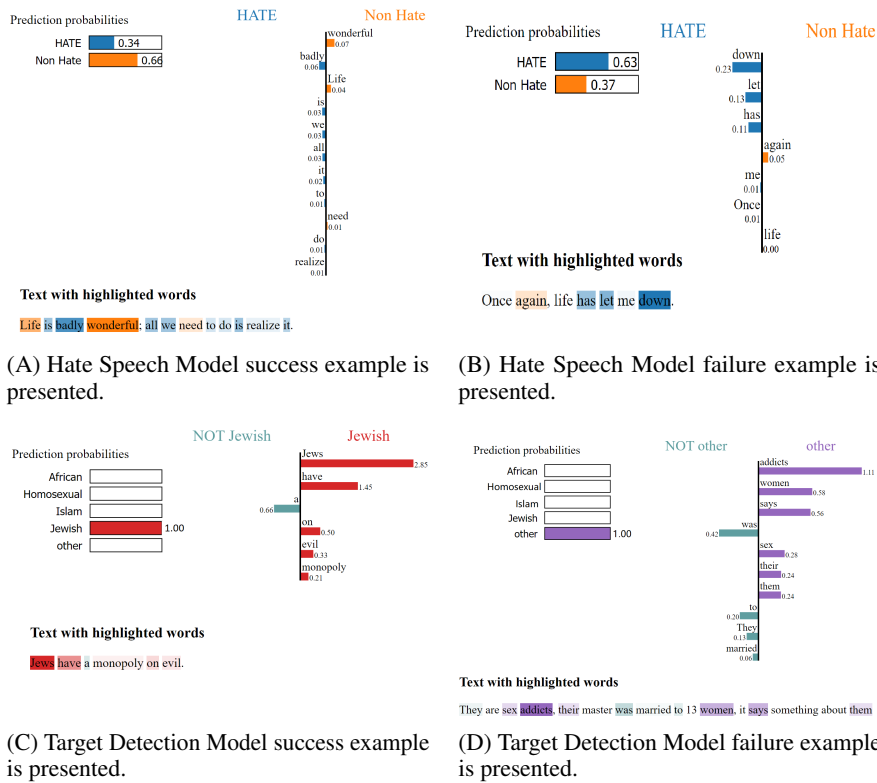 Prediction probabilities
HATE 0.34
Non Hate 0.66
HATE Non Hate
wonderful
0.07
badly
0.06
Life
0.04
is
0.03
we
0.03
all
0.03
it
0.02
to
0.01
need
0.01
do
0.01
realize
0.01
Text with highlighted words
Life is badly wonderful; all we need to do is realize it.
(A) Hate Speech Model success example is
presented.
Prediction probabilities
HATE 0.63
Non Hate 0.37
HATE Non Hate
down
0.23
let
0.13
has
0.11
again
0.05
me
0.01
Once
0.01
life
0.00
Text with highlighted words
Once again, life has let me down.
(B) Hate Speech Model failure example is
presented.
Prediction probabilities
African
Homosexual
Islam
Jewish 1.00
other
NOT Jewish Jewish
Jews
2.85
have
1.45
a
0.66
on
0.50
evil
0.33
monopoly
0.21
Text with highlighted words
Jews have a monopoly on evil.
(C) Target Detection Model success example
is presented.
Prediction probabilities
African
Homosexual
Islam
Jewish
other 1.00
NOT other other
addicts
1.11
women
0.58
says
0.56
was
0.42
sex
0.28
their
0.24
them
0.24
to
0.20
They
0.13
married
0.06
Text with highlighted words
They are sex addicts, their master was married to 13 women, it says something about them
(D) Target Detection Model failure example
is presented.